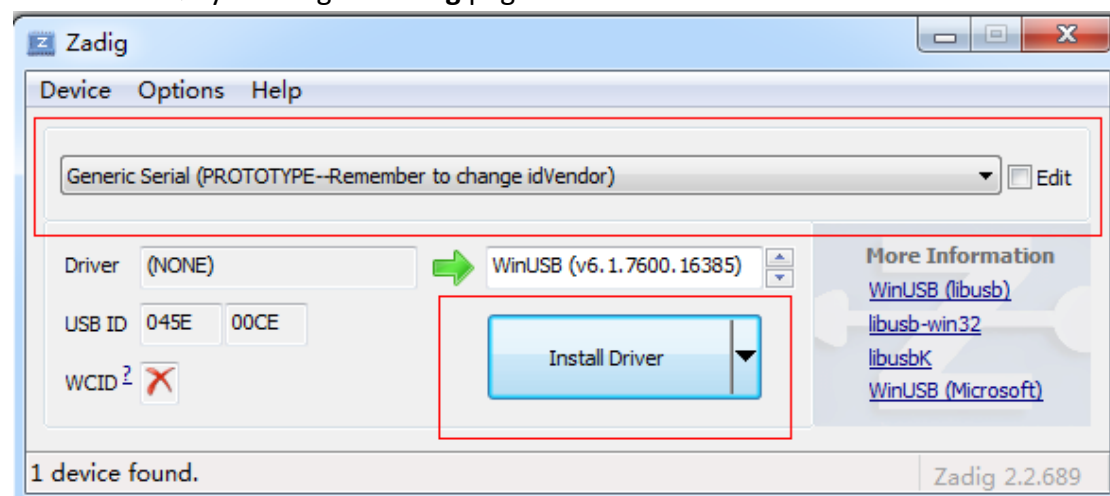 Zadig
Device Options Help
Generic Serial (PROTOTYPE--Remember to change idVendor) Edit
Driver (NONE) WinUSB (v6.1.7600.16385)
USB ID 045E 00CE
WCID ?
Install Driver
More Information
WinUSB (libusb)
libusb-win32
libusbK
WinUSB (Microsoft)
1 device found. Zadig 2.2.689